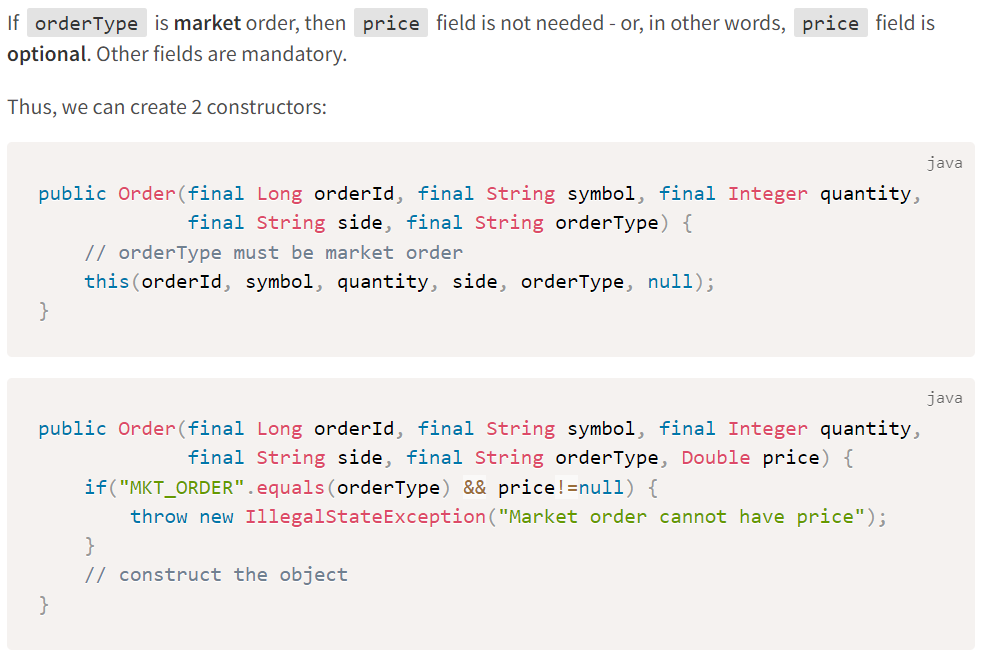 If orderType is market order, then price field is not needed - or, in other words, price field is
optional. Other fields are mandatory.
Thus, we can create 2 constructors:
java
public Order(final Long orderId, final String symbol, final Integer quantity,
final String side, final String orderType) {
// orderType must be market order
this(orderId, symbol, quantity, side, orderType, null);
}
java
public Order(final Long orderId, final String symbol, final Integer quantity,
final String side, final String orderType, Double price) {
if("MKT_ORDER".equals(orderType) && price!=null) {
throw new IllegalStateException("Market order cannot have price");
}
// construct the object
}